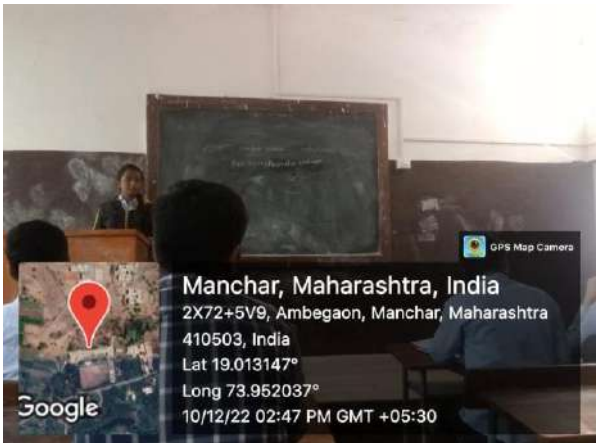 GPS Map Camera
Manchar, Maharashtra, India
2X72+5V9, Ambegaon, Manchar, Maharashtra
410503, India
Lat 19.013147°
Long 73.952037°
10/12/22 02:47 PM GMT +05:30
Google